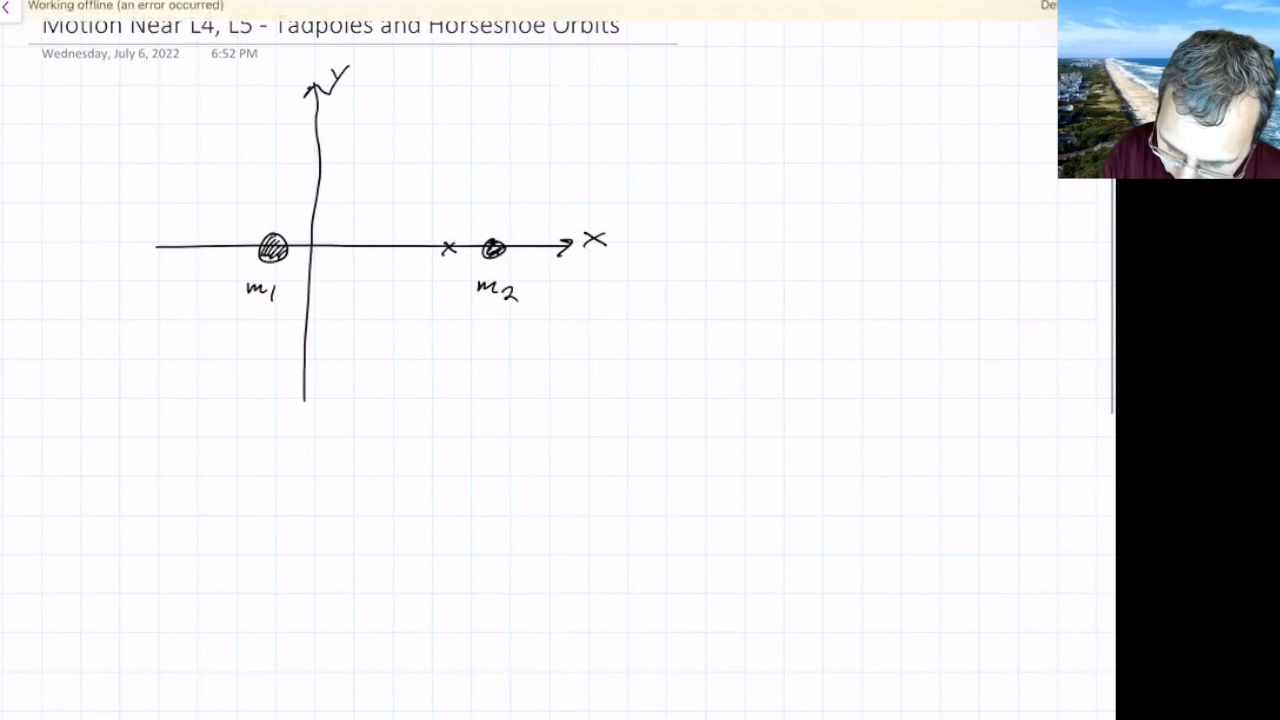 Working offline (an error occurred)
Motion Near L4, L5 - Tadpoles and Horseshoe Orbits
Wednesday, July 6, 2022 6:52 PM
y
x
x
m1
m2